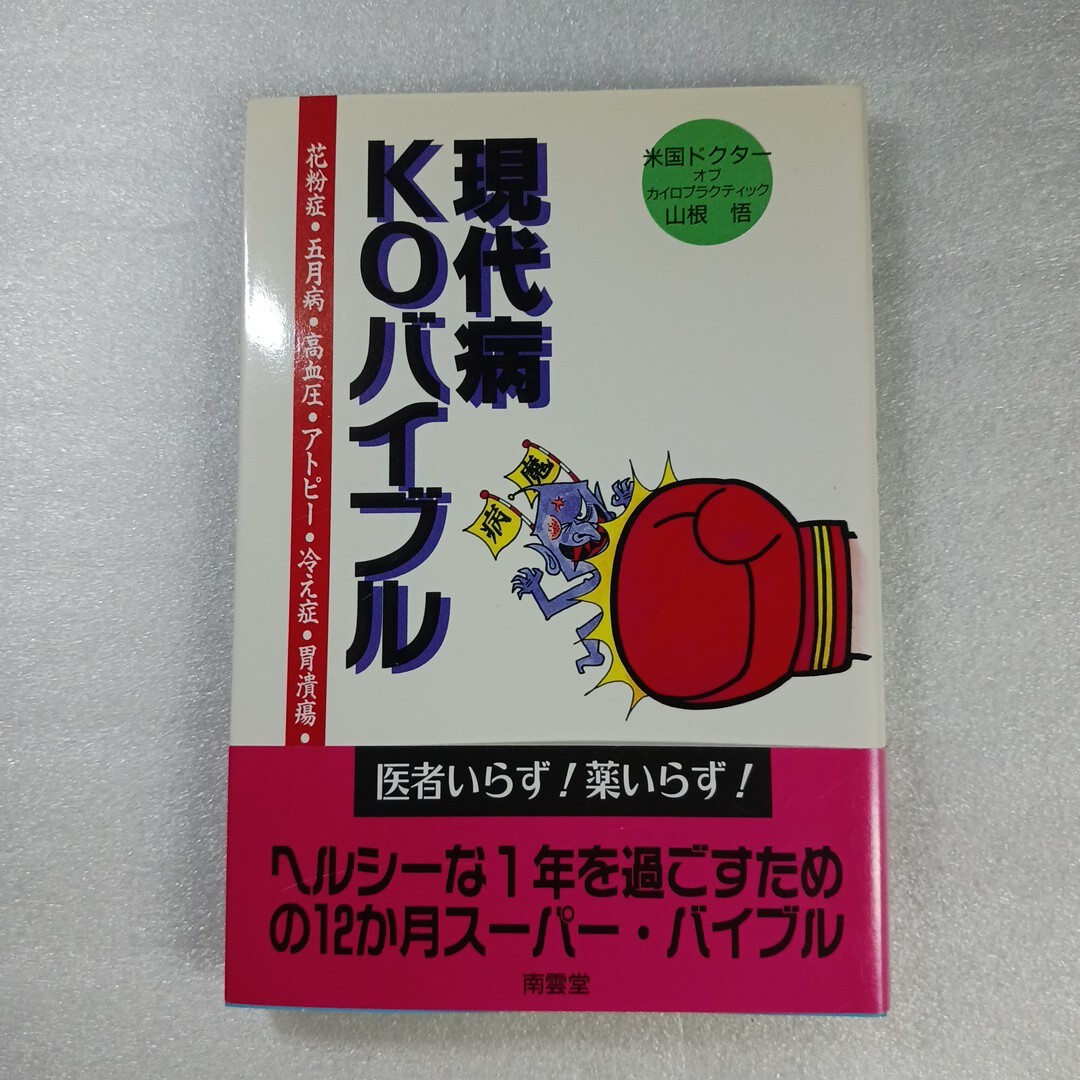 米国ドクター
オブ
カイロプラクティック
山根 悟
現代病
KOバイブル
花粉症・五月病・高血圧・アトピー・冷え症・胃潰瘍・
魔
病
医者いらず!薬いらず!
ヘルシーな1年を過ごすため
の12か月スーパー・バイブル
南雲堂